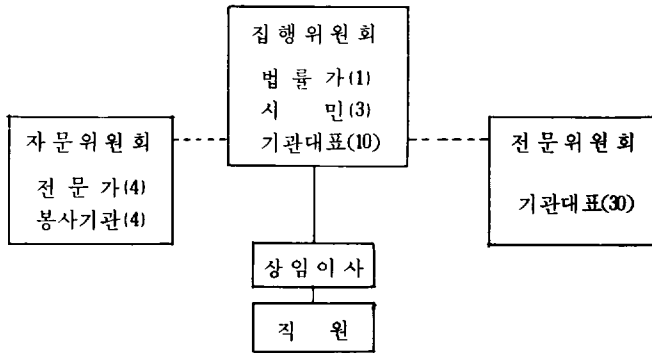 집행위원회
법 률 가(1)
시 민(3)
기관대표(10)
자문위원회
전 문 가(4)
봉사기관(4)
전문위원회
기관대표(30)
상임이사
직 원